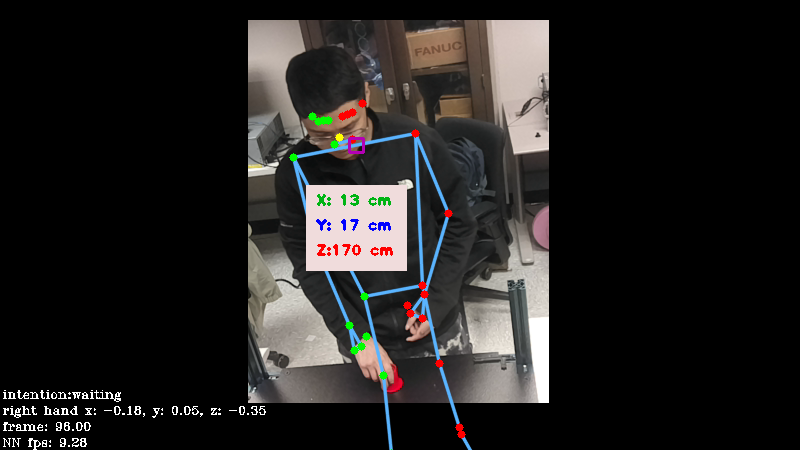 FANUC
X: 13 cm
Y: 17 cm
Z:170 cm
intention:waiting
right hand x: −0.18, y: 0.05, z: −0.35
frame: 96.00
NN fps: 9.28